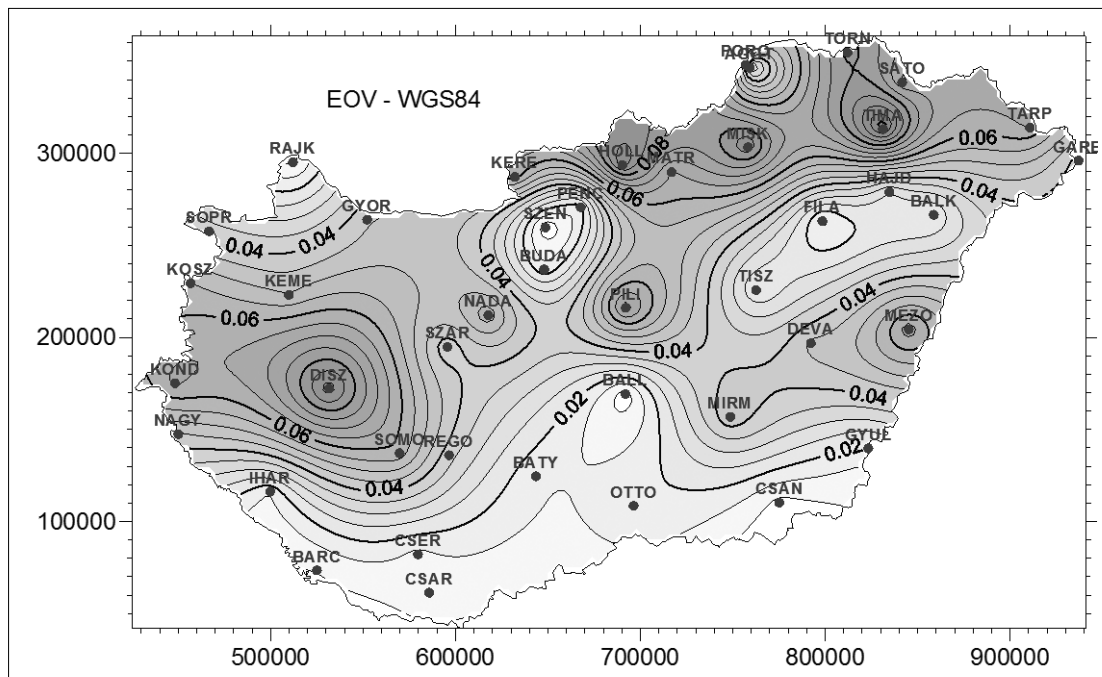 TORN
PORO
SATO
EOV - WGS84
TIMA
TARP
MISK
0.06
300000
RAJK
HOLL
0.08
MATR
GARE
KERE
0.06
HAJD
0.04
PENC
BALK
SOPR
GYOR
SZEN
FILA
0.04
0.04
BUDA
KOSZ
KEME
0.04
TISZ
0.04
NADA
PILI
MEZO
0.06
200000
SZAR
DEVA
0.04
KOND
DISZ
BALL
0.04
0.02
MIRM
NAGY
0.06
SOMO
REGO
GYUL
0.02
BATY
0.04
IHAR
OTTO
CSAN
100000
CSER
BARC
CSAR
500000
600000
700000
800000
900000